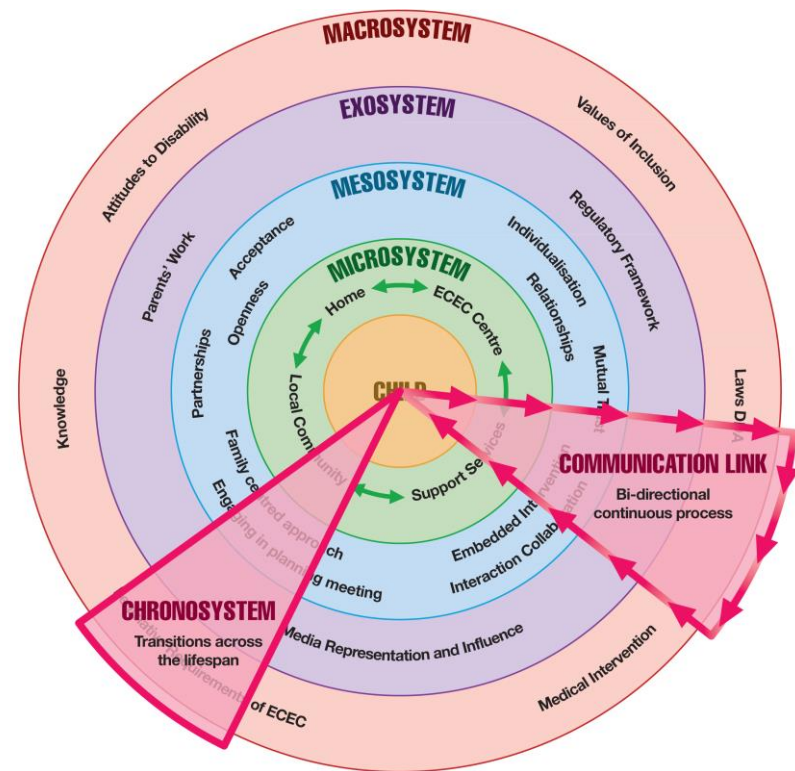 MACROSYSTEM
Attitudes to Disability
Values of Inclusion
Knowledge
Laws
Medical Intervention
Requirements of ECEC
EXOSYSTEM
Parents' Work
Regulatory Framework
Media Representation and Influence
MESOSYSTEM
Acceptance
Openness
Partnerships
Individualisation
Relationships
Mutual Trust
Family centred approach
Engaging in planning meeting
Embedded Intervention
Interaction Collaboration
MICROSYSTEM
Home
ECEC Centre
Local Community
Support Services
CHILD
COMMUNICATION LINK
Bi-directional
continuous process
CHRONOSYSTEM
Transitions across
the lifespan